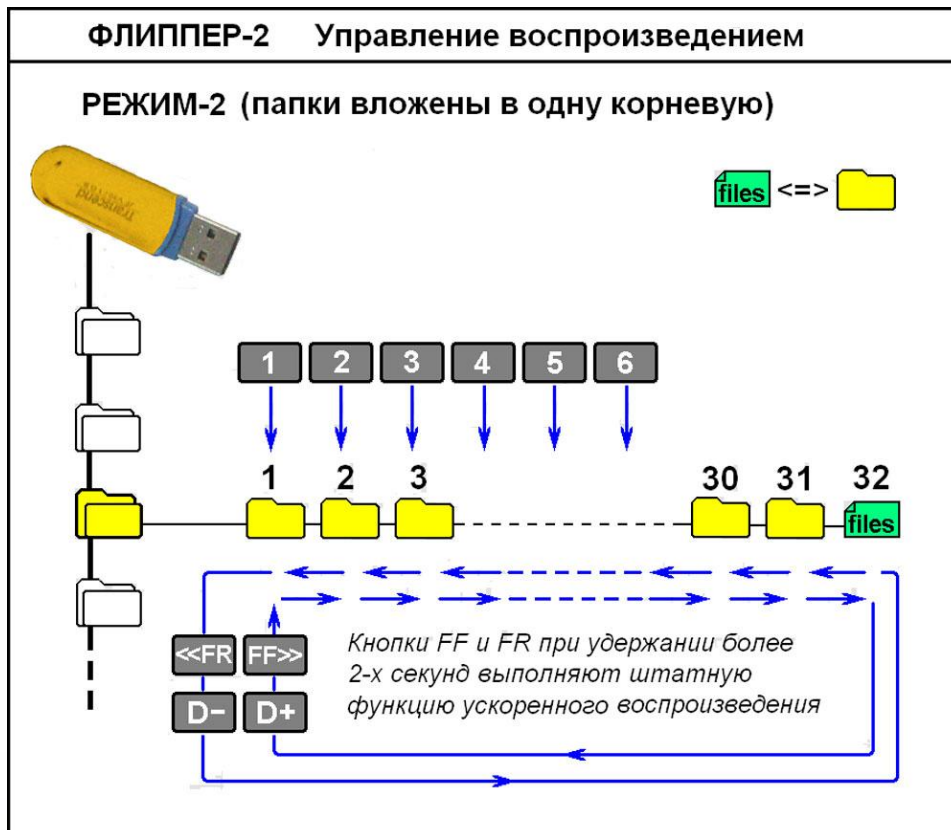 ФЛИППЕР-2 Управление воспроизведением
РЕЖИМ-2 (папки вложены в одну корневую)
Transcend
files <=>
1 2 3 4 5 6
1 2 3 30 31 32
files
<<FR FF>>
D− D+
Кнопки FF и FR при удержании более
2-х секунд выполняют штатную
функцию ускоренного воспроизведения